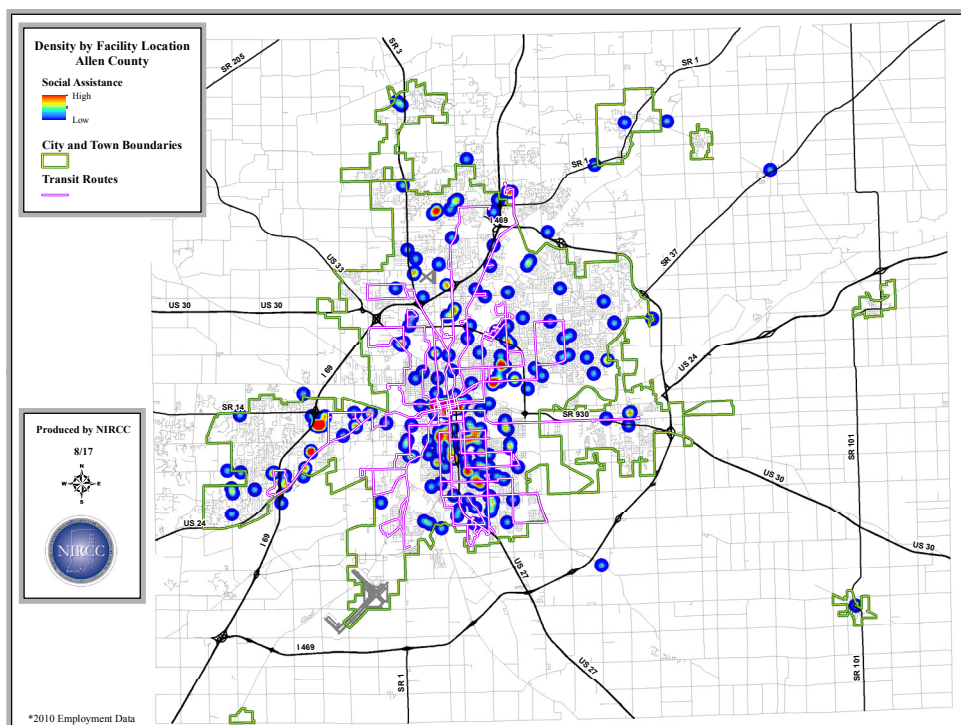 Density by Facility Location
Allen County
Social Assistance
High
Low
City and Town Boundaries
Transit Routes
SR 205
SR 3
SR 1
SR 1
I 469
US 33
SR 37
US 30
US 30
US 24
I 69
SR 14
SR 930
SR 101
US 30
US 24
I 69
US 30
US 27
I 469
SR 1
US 27
SR 101
Produced by NIRCC
8/17
N
W E
S
NIRCC
*2010 Employment Data